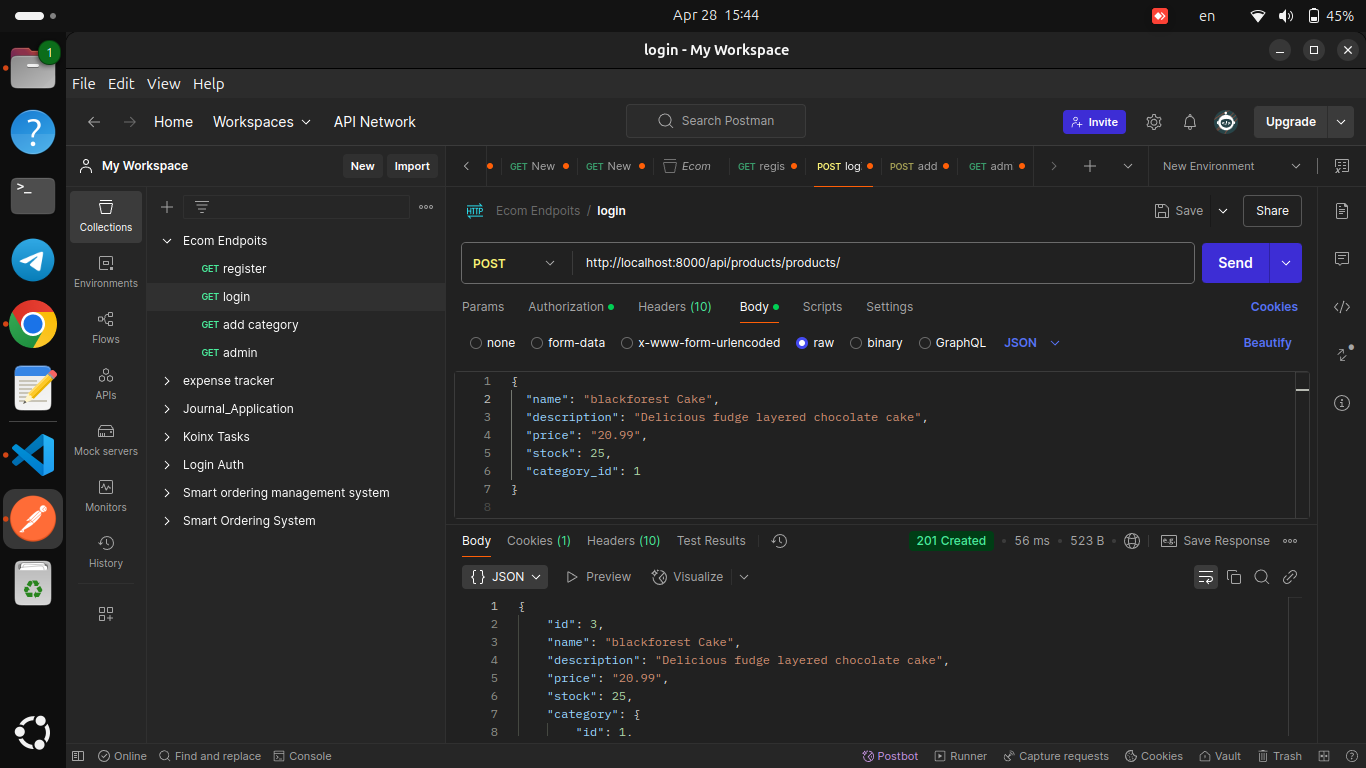 Apr 28 15:44
en
45%
1
login - My Workspace
File Edit View Help
Home Workspaces API Network
Search Postman
Invite
Upgrade
My Workspace
New Import
GET New
GET New
Ecom
GET regis
POST log
POST add
GET adm
New Environment
Collections
Environments
Flows
APIs
Mock servers
Monitors
History
Ecom Endpoits
GET register
GET login
GET add category
GET admin
expense tracker
Journal_Application
Koinx Tasks
Login Auth
Smart ordering management system
Smart Ordering System
HTTP Ecom Endpoits / login
Save Share
POST http://localhost:8000/api/products/products/ Send
Params Authorization Headers (10) Body Scripts Settings Cookies
none form-data x-www-form-urlencoded raw binary GraphQL JSON Beautify
1 {
2 "name": "blackforest Cake",
3 "description": "Delicious fudge layered chocolate cake",
4 "price": "20.99",
5 "stock": 25,
6 "category_id": 1
7 }
8
Body Cookies (1) Headers (10) Test Results 201 Created 56 ms 523 B Save Response
{} JSON Preview Visualize
1 {
2 "id": 3,
3 "name": "blackforest Cake",
4 "description": "Delicious fudge layered chocolate cake",
5 "price": "20.99",
6 "stock": 25,
7 "category": {
8 "id": 1,
Online Find and replace Console Postbot Runner Capture requests Cookies Vault Trash